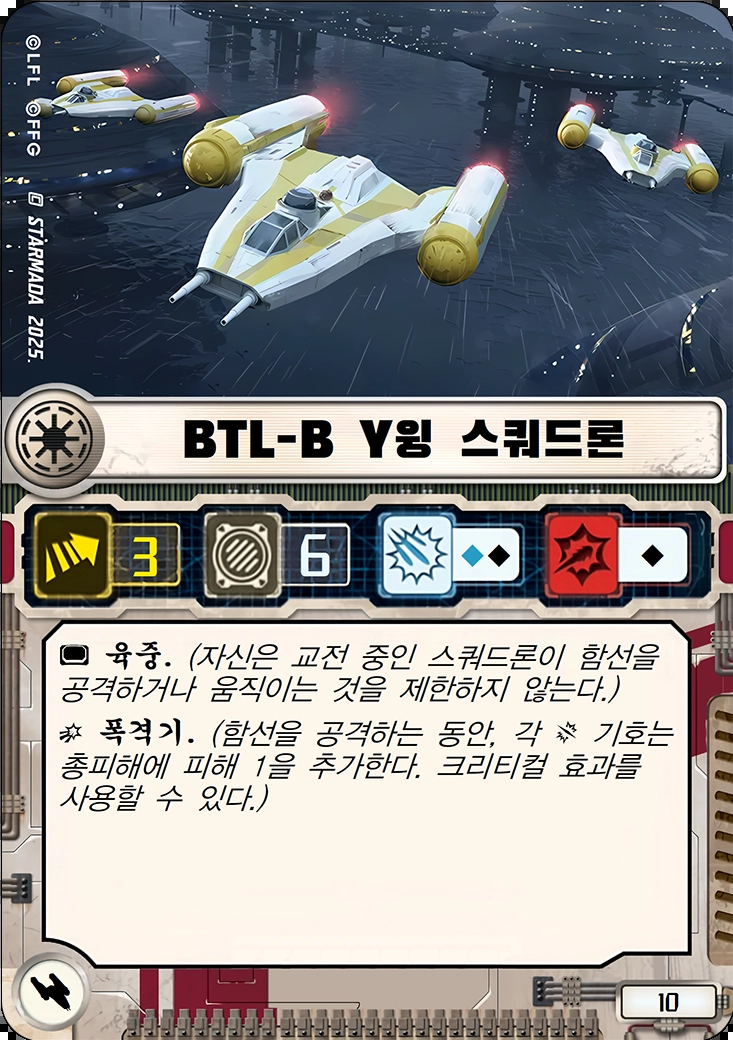 ©LFL ©FFG
STARMADA 2025.
BTL-B Y윙 스쿼드론
3
6
육중. (자신은 교전 중인 스쿼드론이 함선을
공격하거나 움직이는 것을 제한하지 않는다.)
폭격기. (함선을 공격하는 동안, 각 기호는
총피해에 피해 1을 추가한다. 크리티컬 효과를
사용할 수 있다.)
10